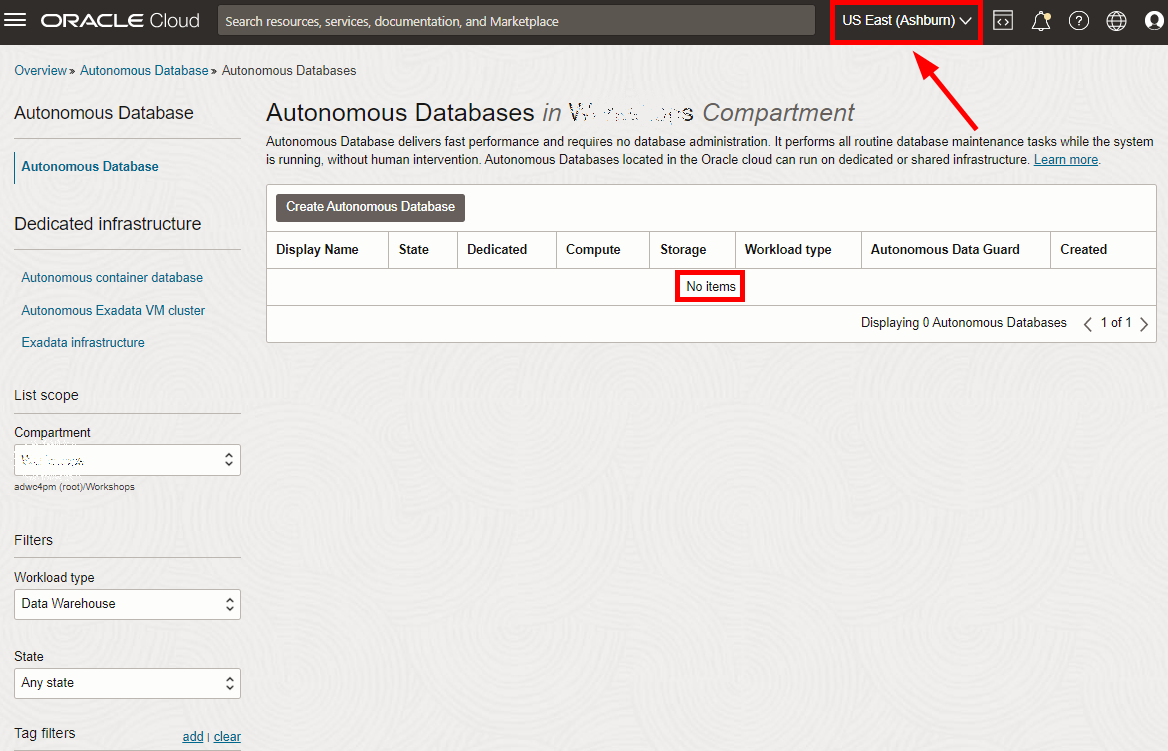 ORACLE Cloud
Search resources, services, documentation, and Marketplace
US East (Ashburn)
Overview » Autonomous Database » Autonomous Databases
Autonomous Database
Autonomous Database
Dedicated infrastructure
Autonomous container database
Autonomous Exadata VM cluster
Exadata infrastructure
List scope
Compartment
adwc4pm (root)/Workshops
Filters
Workload type
Data Warehouse
State
Any state
Tag filters
add | clear
Autonomous Databases in Compartment
Autonomous Database delivers fast performance and requires no database administration. It performs all routine database maintenance tasks while the system
is running, without human intervention. Autonomous Databases located in the Oracle cloud can run on dedicated or shared infrastructure. Learn more.
Create Autonomous Database
Display Name State Dedicated Compute Storage Workload type Autonomous Data Guard Created
No items
Displaying 0 Autonomous Databases 1 of 1